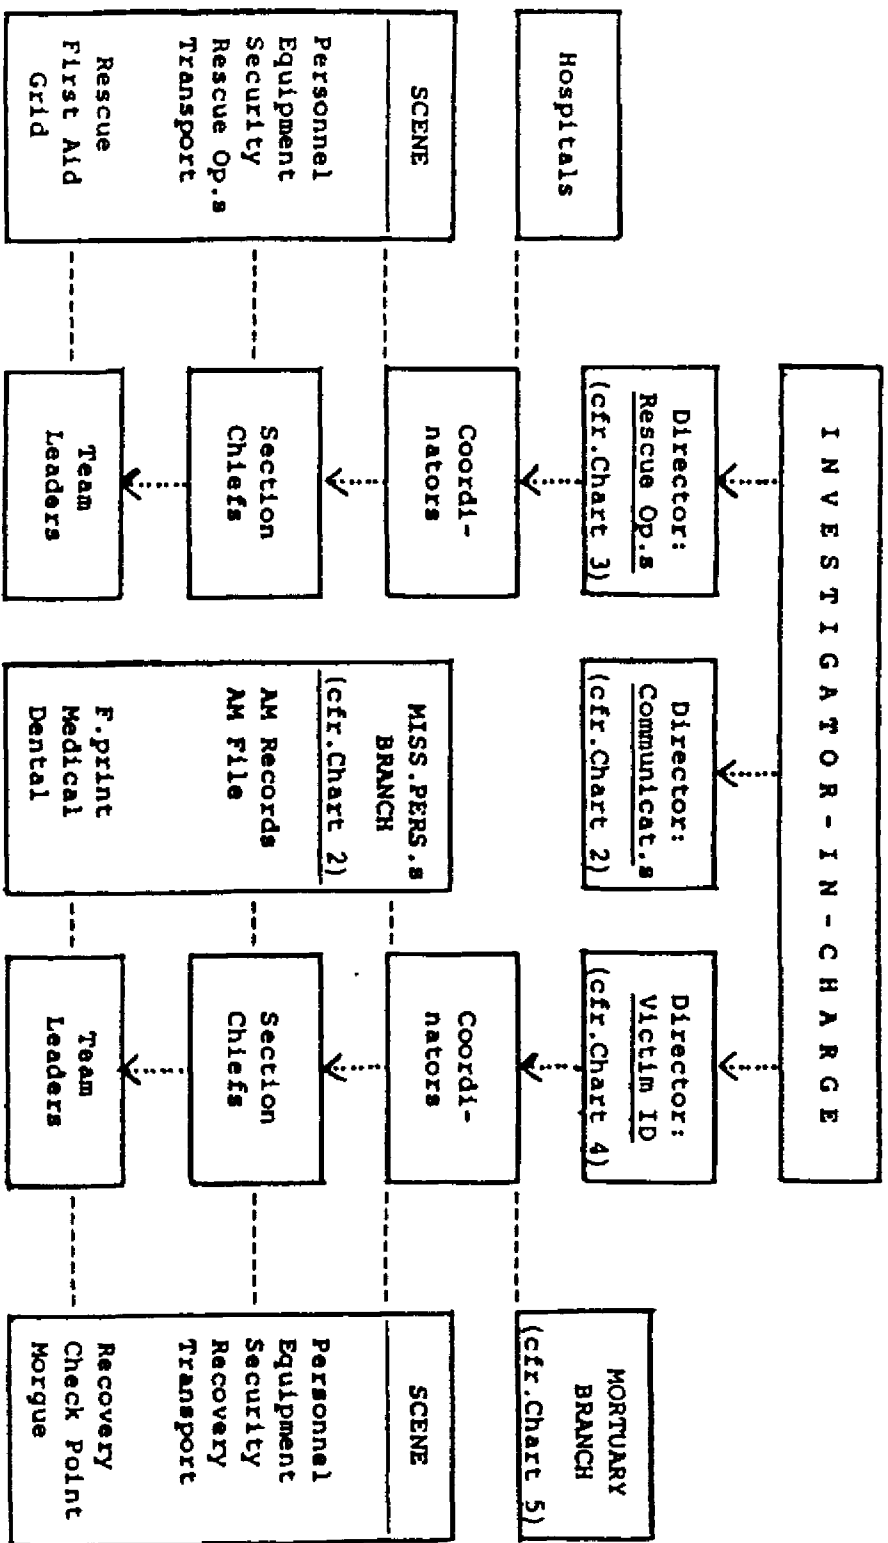 I N V E S T I G A T O R - I N - C H A R G E
Director:
Rescue Op.s
(cfr.Chart 3)
Director:
Communicat.s
(cfr.Chart 2)
Director:
Victim ID
(cfr.Chart 4)
Hospitals
Coordi-
nators
Coordi-
nators
MORTUARY
BRANCH
(cfr.Chart 5)
SCENE
Personnel
Equipment
Security
Rescue Op.s
Transport
Rescue
First Aid
Grid
Section
Chiefs
Team
Leaders
MISS.PERS.s
BRANCH
(cfr.Chart 2)
AM Records
AM File
F.print
Medical
Dental
Section
Chiefs
Team
Leaders
SCENE
Personnel
Equipment
Security
Recovery
Transport
Recovery
Check Point
Morgue